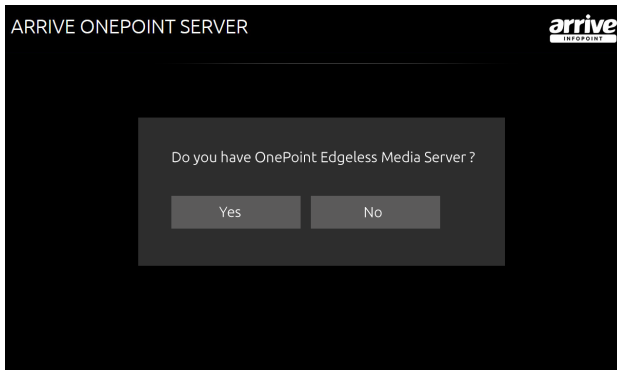 ARRIVE ONEPOINT SERVER
arrive
INFOPOINT
Do you have OnePoint Edgeless Media Server ?
Yes
No